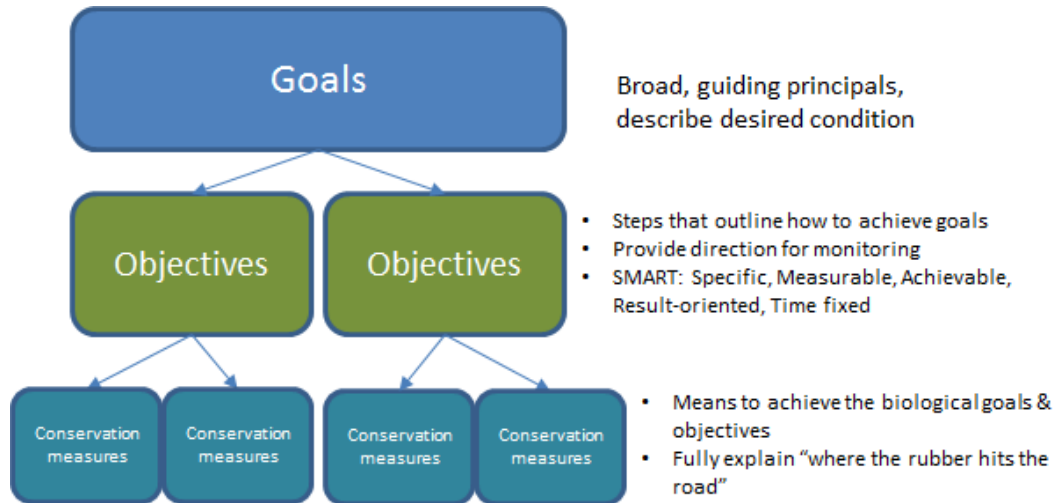 Goals
Broad, guiding principals,
describe desired condition
Objectives
Objectives
• Steps that outline how to achieve goals
• Provide direction for monitoring
• SMART: Specific, Measurable, Achievable,
Result-oriented, Time fixed
Conservation
measures
Conservation
measures
Conservation
measures
Conservation
measures
• Means to achieve the biological goals &
objectives
• Fully explain “where the rubber hits the
road”